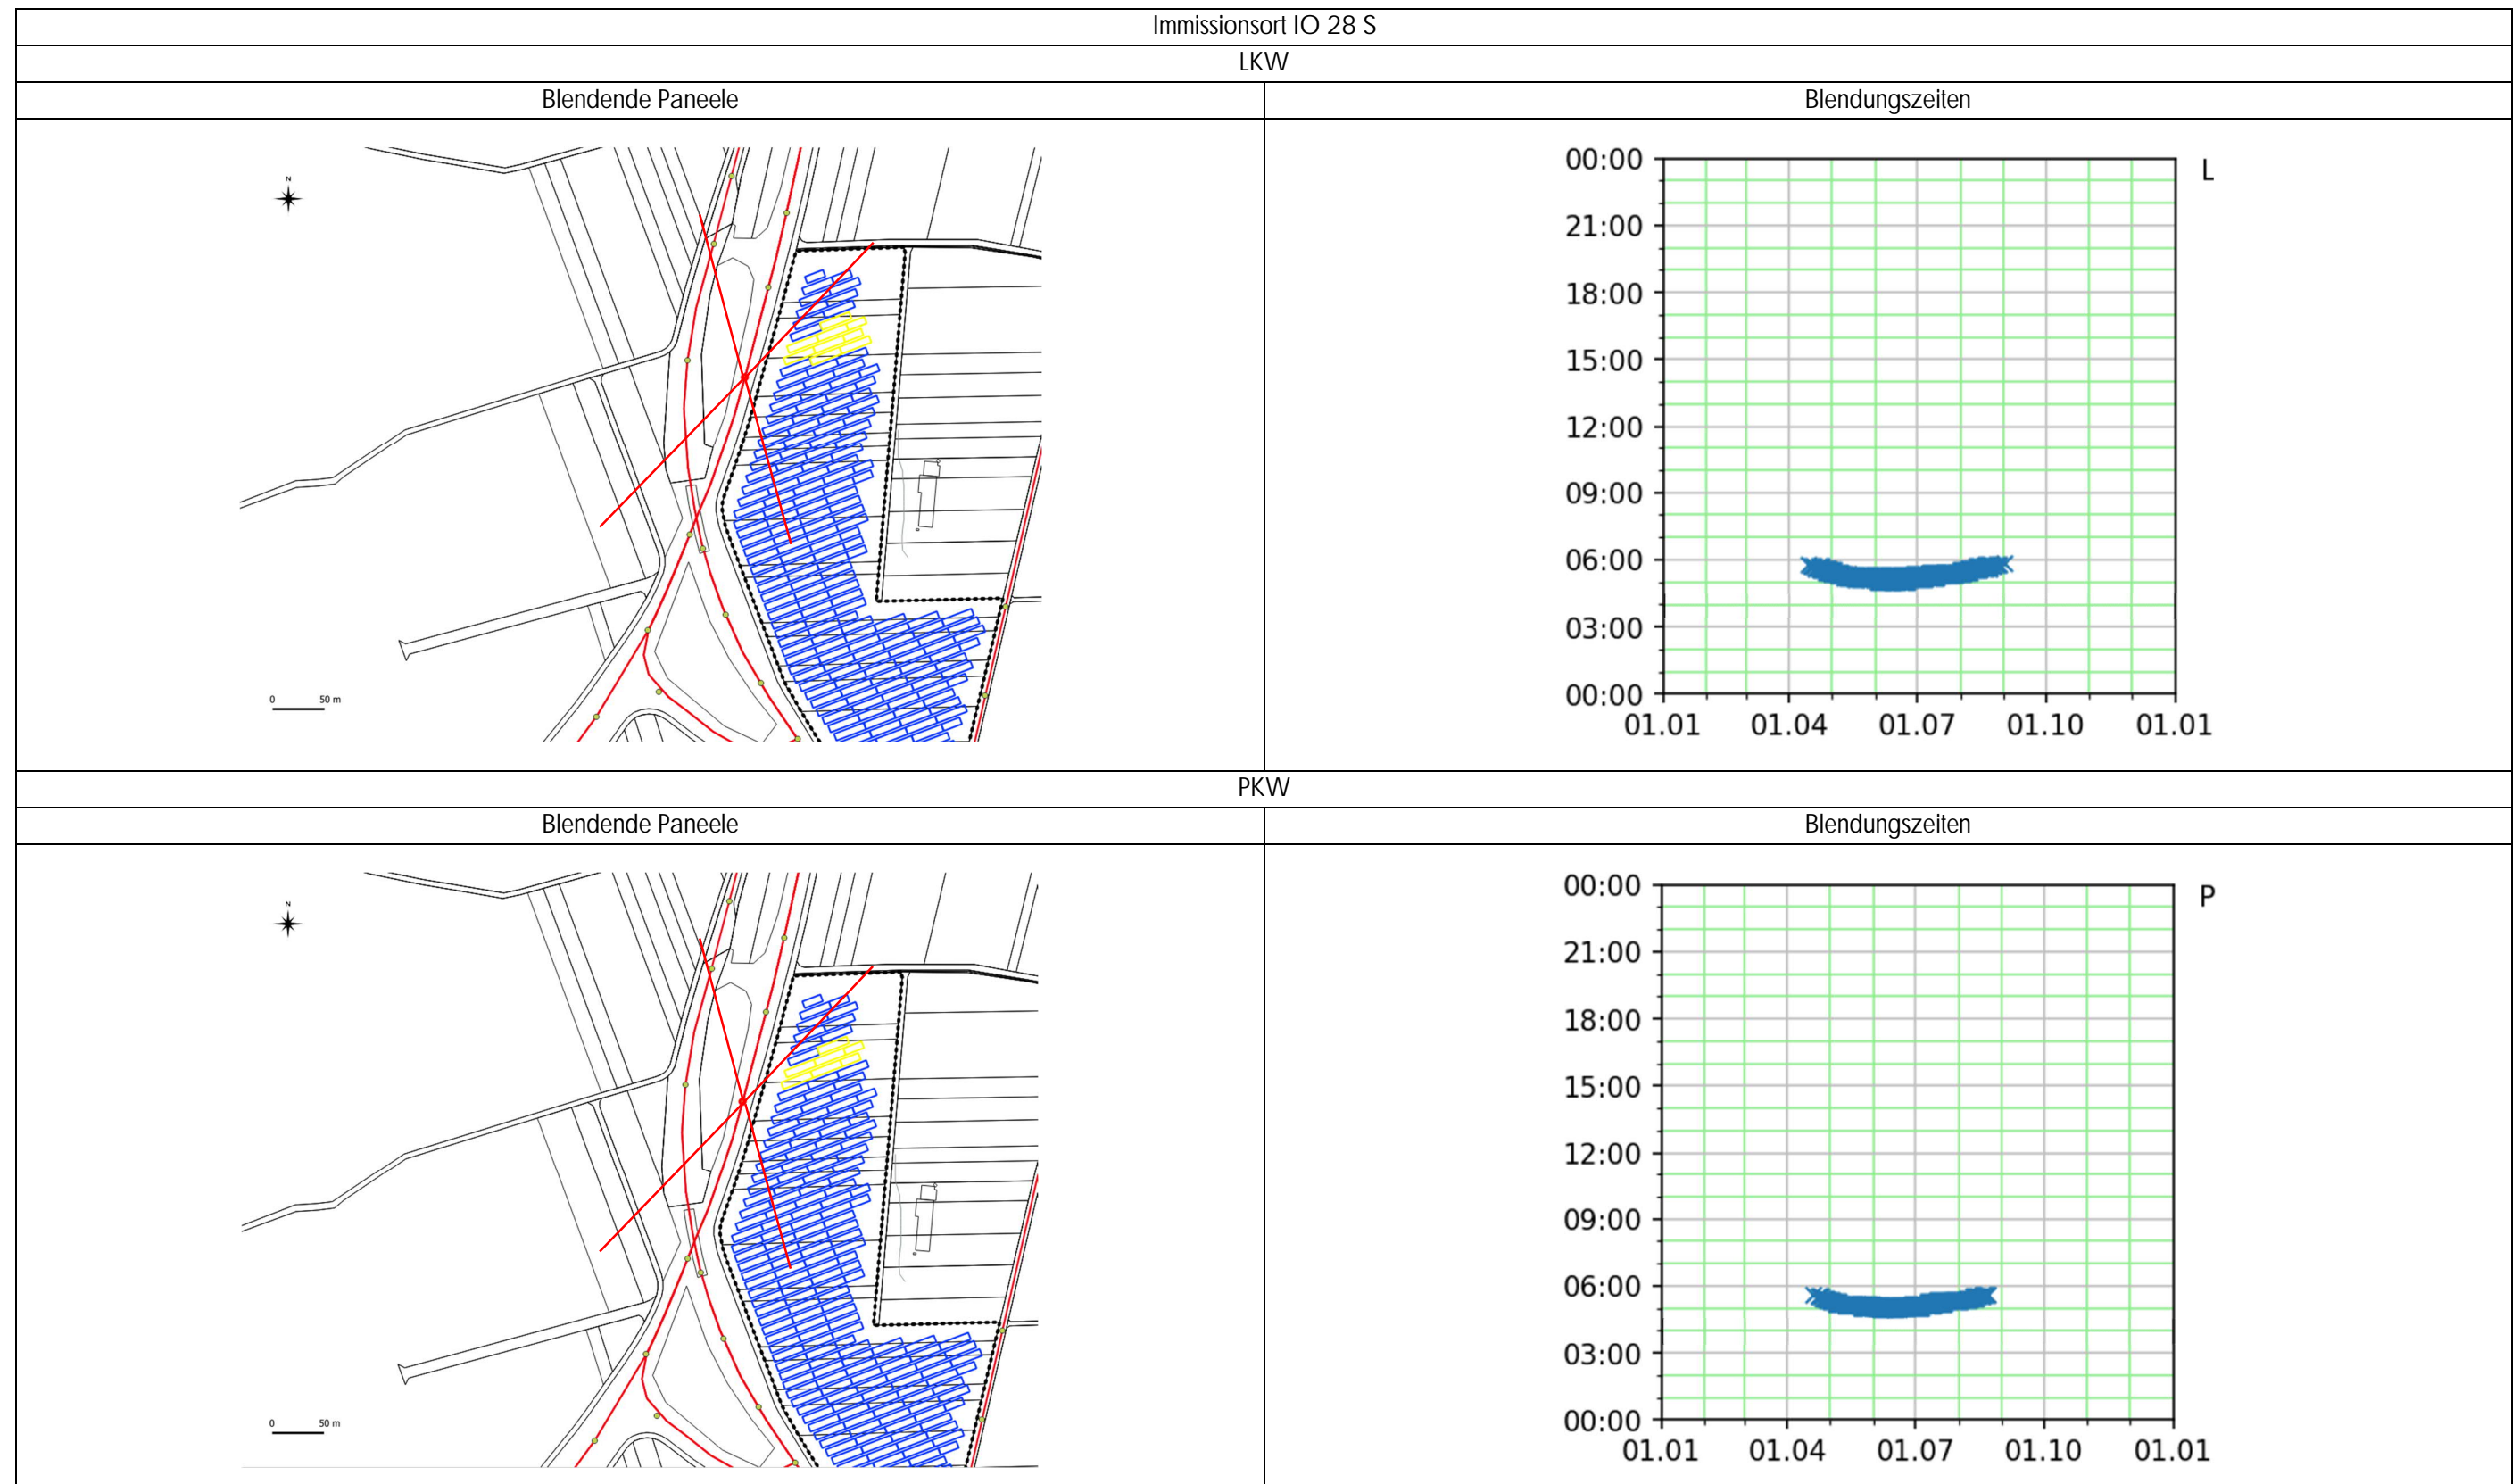 Immissionsort IO 28 S
LKW
Blendende Paneele
Blendungszeiten
N
0 50 m
00:00
21:00
18:00
15:00
12:00
09:00
06:00
03:00
00:00
01.01 01.04 01.07 01.10 01.01
L
PKW
Blendende Paneele
Blendungszeiten
N
0 50 m
00:00
21:00
18:00
15:00
12:00
09:00
06:00
03:00
00:00
01.01 01.04 01.07 01.10 01.01
P